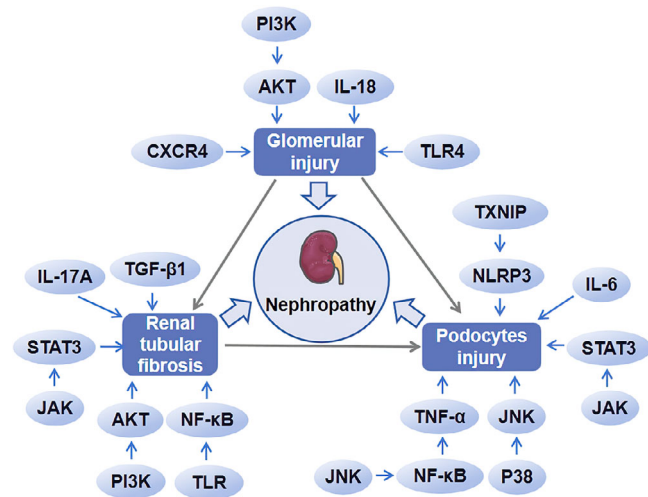 PI3K
AKT
IL-18
CXCR4
Glomerular
injury
TLR4
TXNIP
NLRP3
IL-6
IL-17A
TGF-β1
Nephropathy
STAT3
Renal
tubular
fibrosis
Podocytes
injury
STAT3
JAK
AKT
NF-κB
TNF-α
JNK
JAK
PI3K
TLR
JNK
NF-κB
P38